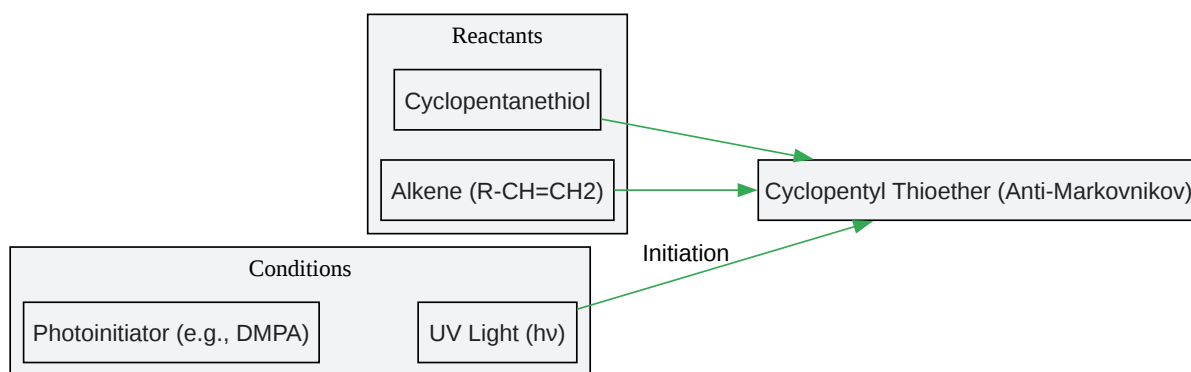 Reactants
Cyclopentanethiol
Alkene (R-CH=CH2)
Cyclopentyl Thioether (Anti-Markovnikov)
Initiation
Conditions
Photoinitiator (e.g., DMPA)
UV Light (hν)